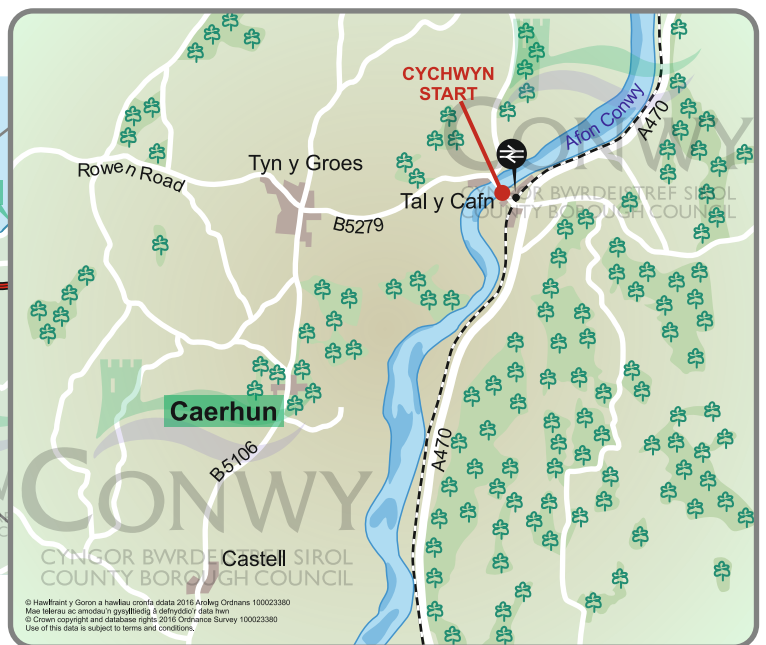 CYCHWYN
START
Afon Conwy
A470
CONWY
CYNGOR BWRDEISTREF SIROL
COUNTY BOROUGH COUNCIL
Rowen Road
Tyn y Groes
Tal y Cafn
B5279
Caerhun
B5106
A470
CONWY
CYNGOR BWRDEISTREF SIROL
COUNTY BOROUGH COUNCIL
Castell
© Hawlfraint y Goron a hawliau cronfa ddata 2016 Arolwg Ordnans 100023380
Mae telerau ac amodau'n gysylltiedig â defnyddio'r data hwn
© Crown copyright and database rights 2016 Ordnance Survey 100023380
Use of this data is subject to terms and conditions.